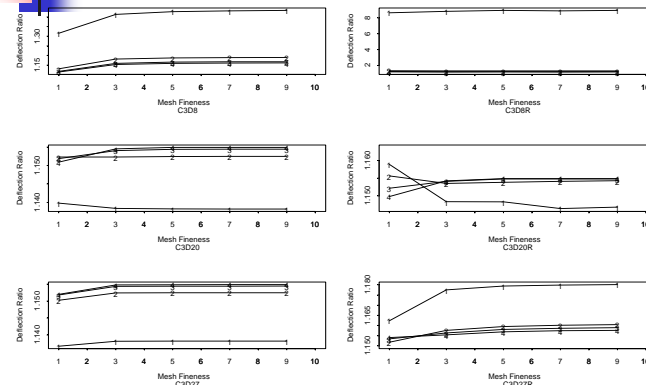 Deflection Ratio
1.15 1.30
1 2 3 4 5 6 7 8 9 10
Mesh Fineness
C3D8
Deflection Ratio
2 4 6 8
1 2 3 4 5 6 7 8 9 10
Mesh Fineness
C3D8R
Deflection Ratio
1.140 1.150
1 2 3 4 5 6 7 8 9 10
Mesh Fineness
C3D20
Deflection Ratio
1.150 1.160
1 2 3 4 5 6 7 8 9 10
Mesh Fineness
C3D20R
Deflection Ratio
1.140 1.150
1 2 3 4 5 6 7 8 9 10
Mesh Fineness
C3D27
Deflection Ratio
1.150 1.165 1.180
1 2 3 4 5 6 7 8 9 10
Mesh Fineness
C3D27R